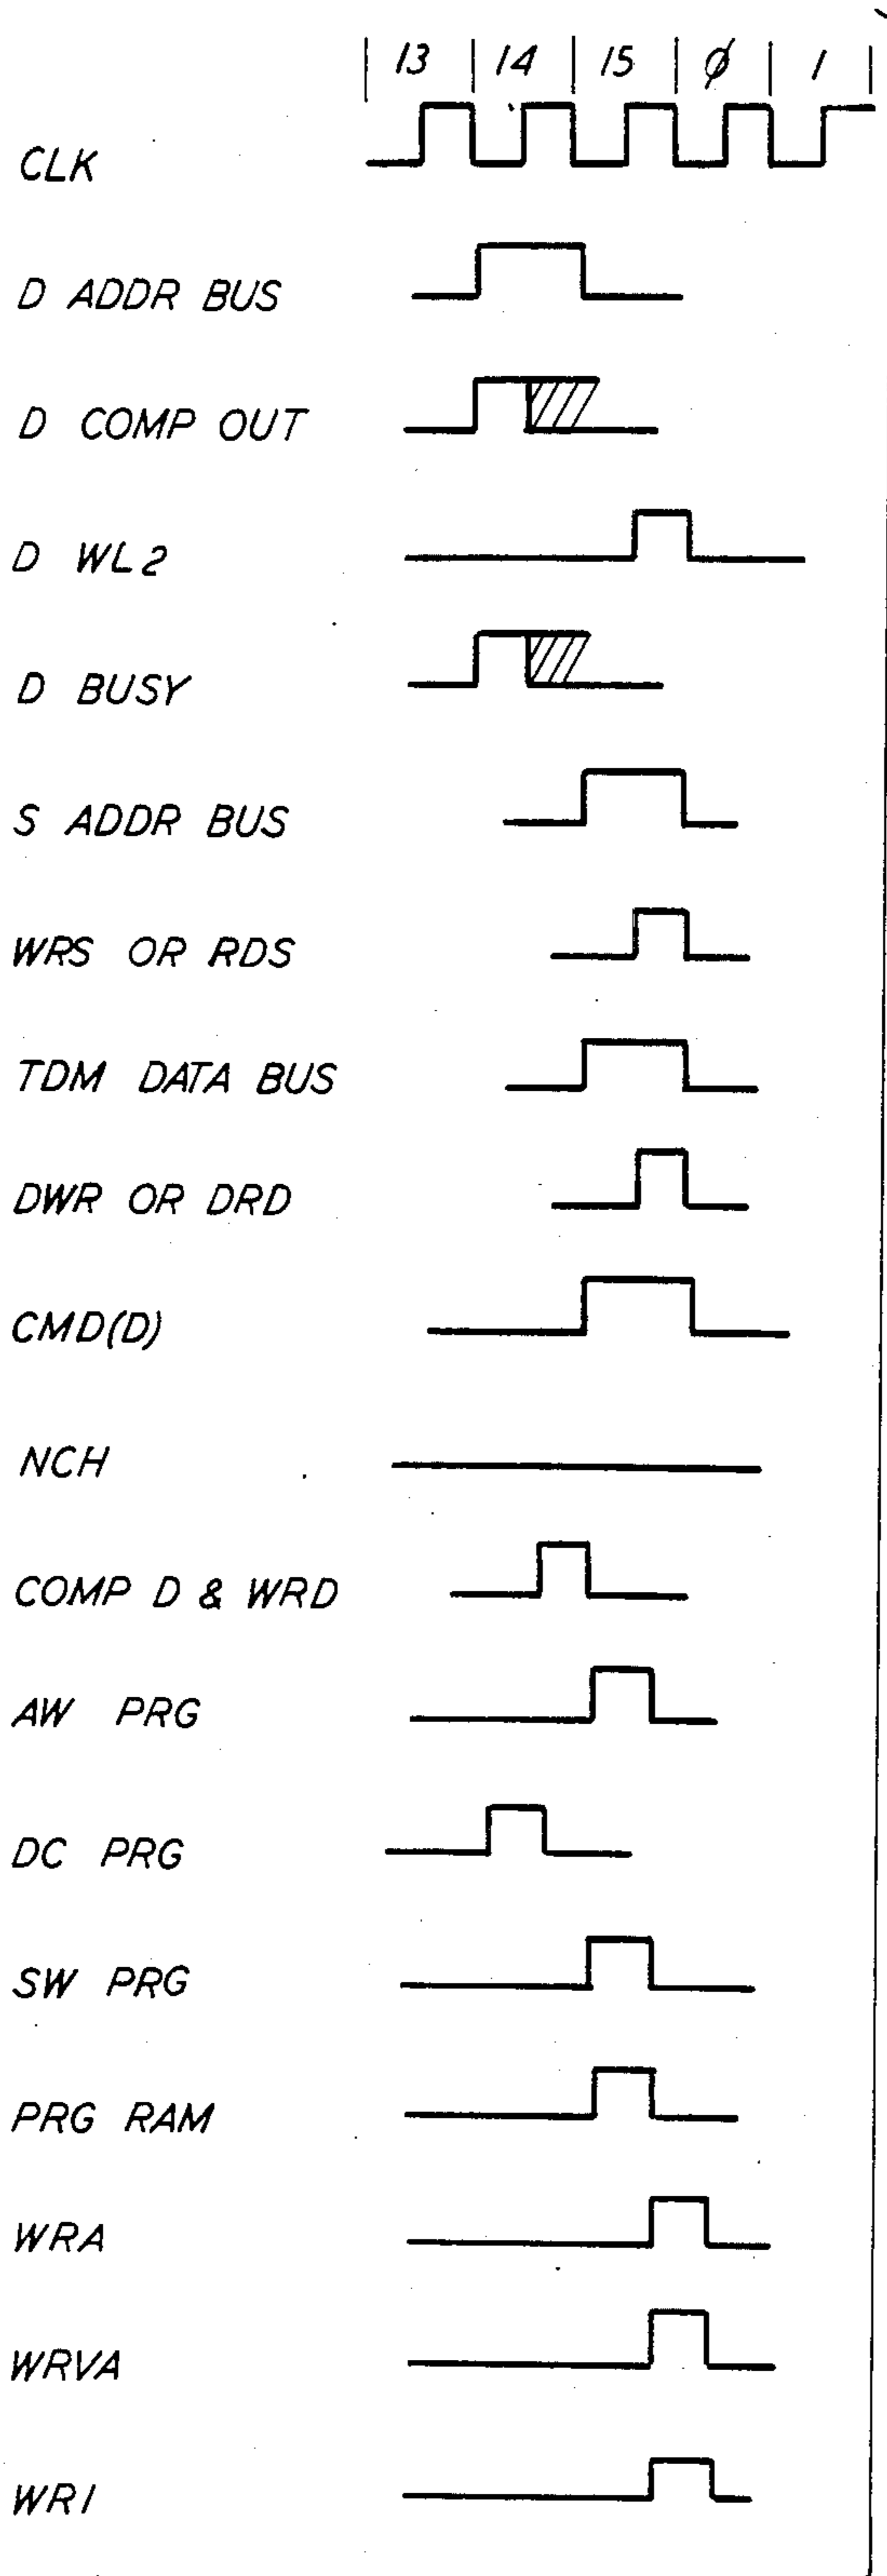 | 13 | 14 | 15 | ϕ | 1 |
CLK
D ADDR BUS
D COMP OUT
D WL2
D BUSY
S ADDR BUS
WRS OR RDS
TDM DATA BUS
DWR OR DRD
CMD(D)
NCH
COMP D & WRD
AW PRG
DC PRG
SW PRG
PRG RAM
WRA
WRVA
WRI